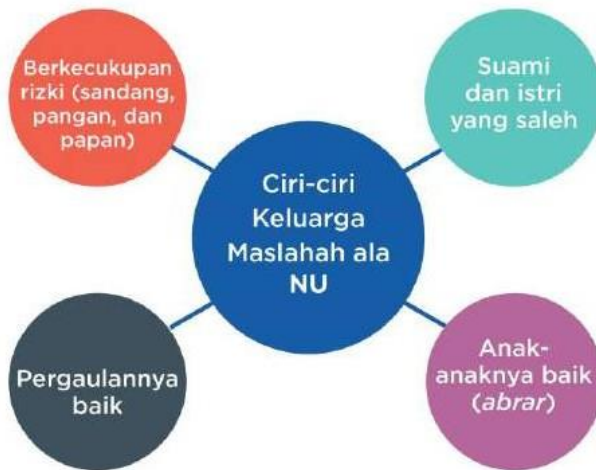 Berkecukupan
rizki (sandang,
pangan, dan
papan)
Suami
dan istri
yang saleh
Ciri-ciri
Keluarga
Maslahah ala
NU
Pergaulannya
baik
Anak-
anaknya baik
(abrar)